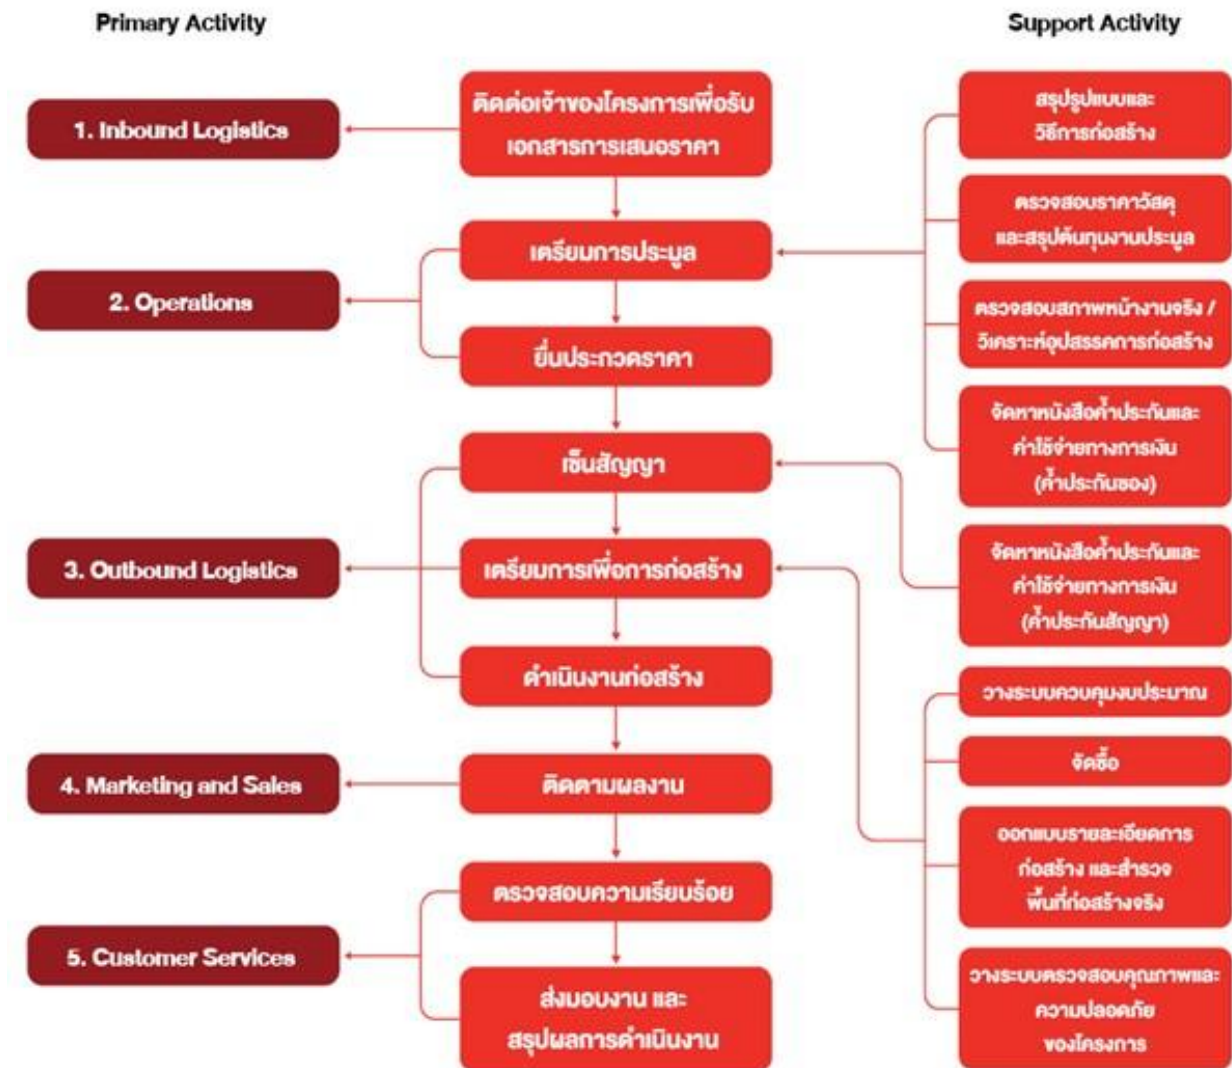 Primary Activity
Support Activity
1. Inbound Logistics
2. Operations
3. Outbound Logistics
4. Marketing and Sales
5. Customer Services
ติดต่อเจ้าของโครงการเพื่อรับ
เอกสารการเสนอราคา
เตรียมการประมูล
ยื่นประกวดราคา
เซ็นสัญญา
เตรียมการเพื่อการก่อสร้าง
ดำเนินงานก่อสร้าง
ติดตามผลงาน
ตรวจสอบความเรียบร้อย
ส่งมอบงาน และ
สรุปผลการดำเนินงาน
สรุปรูปแบบและ
วิธีการก่อสร้าง
ตรวจสอบราคาวัสดุ
และสรุปต้นทุนงานประมูล
ตรวจสอบสภาพหน้างานจริง /
วิเคราะห์อุปสรรคการก่อสร้าง
จัดหาหนังสือค้ำประกันและ
ค่าใช้จ่ายทางการเงิน
(ค้ำประกันซอง)
จัดหาหนังสือค้ำประกันและ
ค่าใช้จ่ายทางการเงิน
(ค้ำประกันสัญญา)
วางระบบควบคุมงบประมาณ
จัดซื้อ
ออกแบบรายละเอียดการ
ก่อสร้าง และสำรวจ
พื้นที่ก่อสร้างจริง
วางระบบตรวจสอบคุณภาพและ
ความปลอดภัย
ของโครงการ